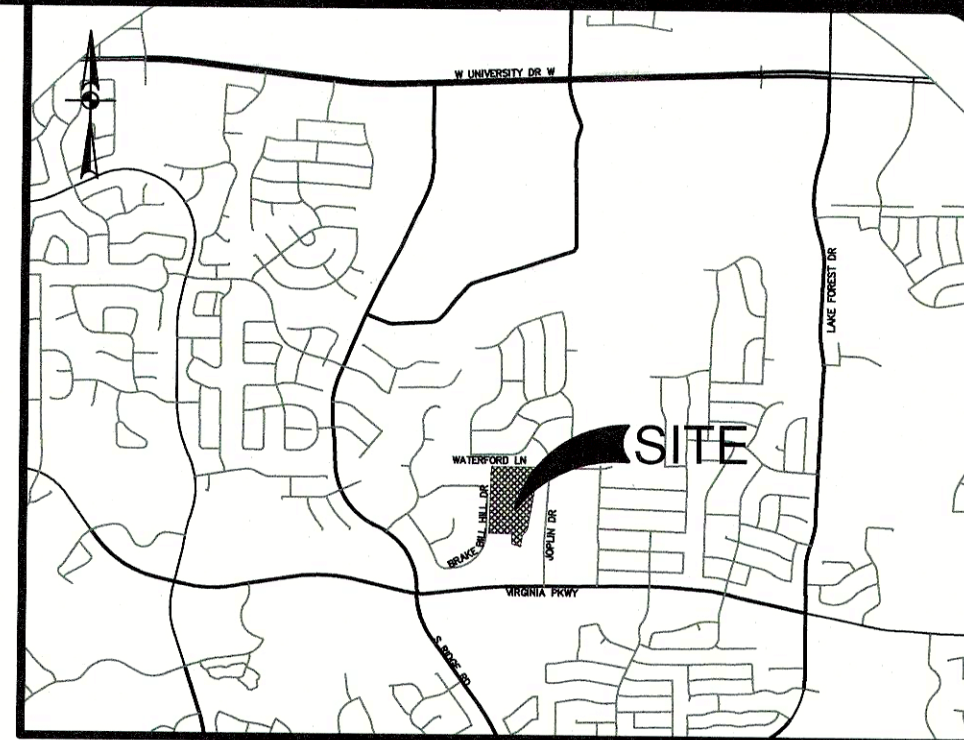 W UNIVERSITY DR W
LAKE FOREST DR
SITE
WATERFORD LN
BRAKE BILL HILL DR
JOPLIN DR
VIRGINIA PKWY
S RIDGE RD